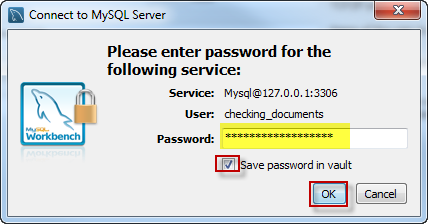 Connect to MySQL Server
Please enter password for the
following service:
Service: Mysql@127.0.0.1:3306
User: checking_documents
Password: ******************
Save password in vault
MySQL
Workbench
OK Cancel